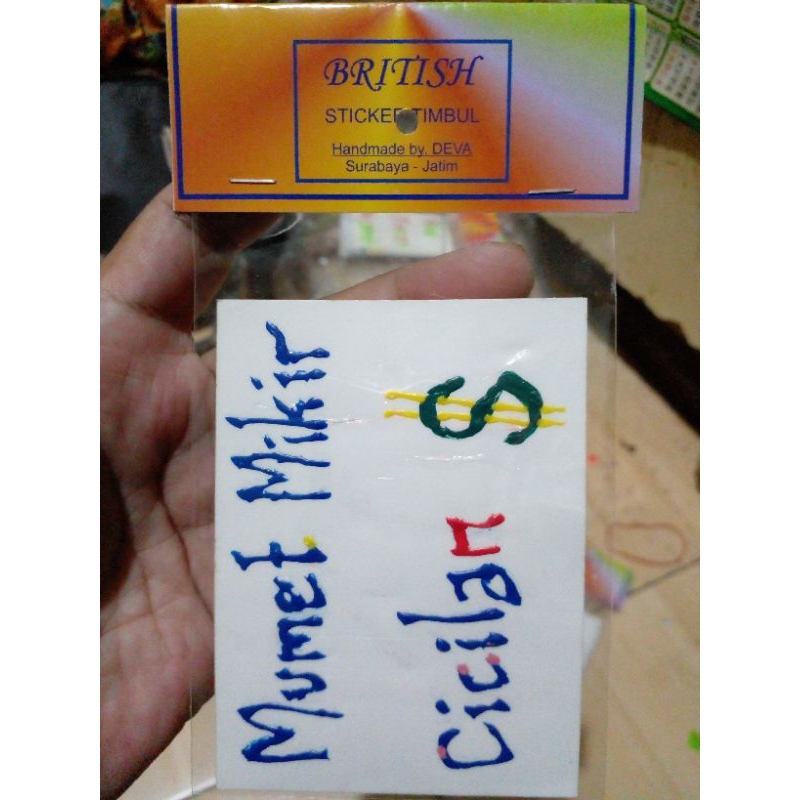 BRITISH
STICKER TIMBUL
Handmade by. DEVA
Surabaya - Jatim
Mumet Mikir
Cicilan $